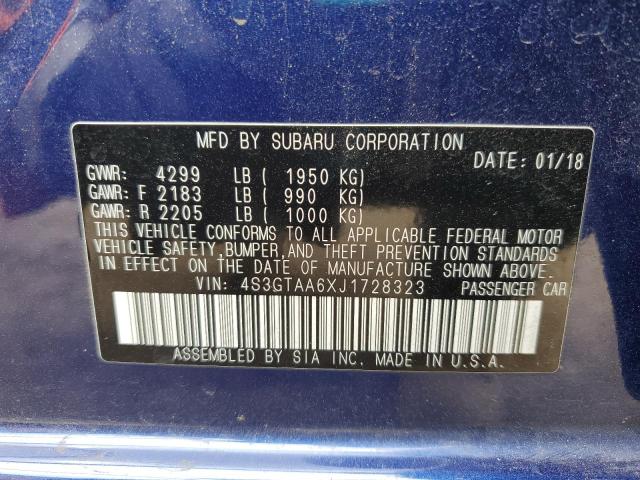 MFD BY SUBARU CORPORATION
DATE: 01/18
GVWR: 4299 LB ( 1950 KG)
GAWR: F 2183 LB ( 990 KG)
GAWR: R 2205 LB ( 1000 KG)
THIS VEHICLE CONFORMS TO ALL APPLICABLE FEDERAL MOTOR
VEHICLE SAFETY,BUMPER,AND THEFT PREVENTION STANDARDS
IN EFFECT ON THE DATE OF MANUFACTURE SHOWN ABOVE.
VIN: 4S3GTAA6XJ1728323 PASSENGER CAR
ASSEMBLED BY SIA INC. MADE IN U.S.A.